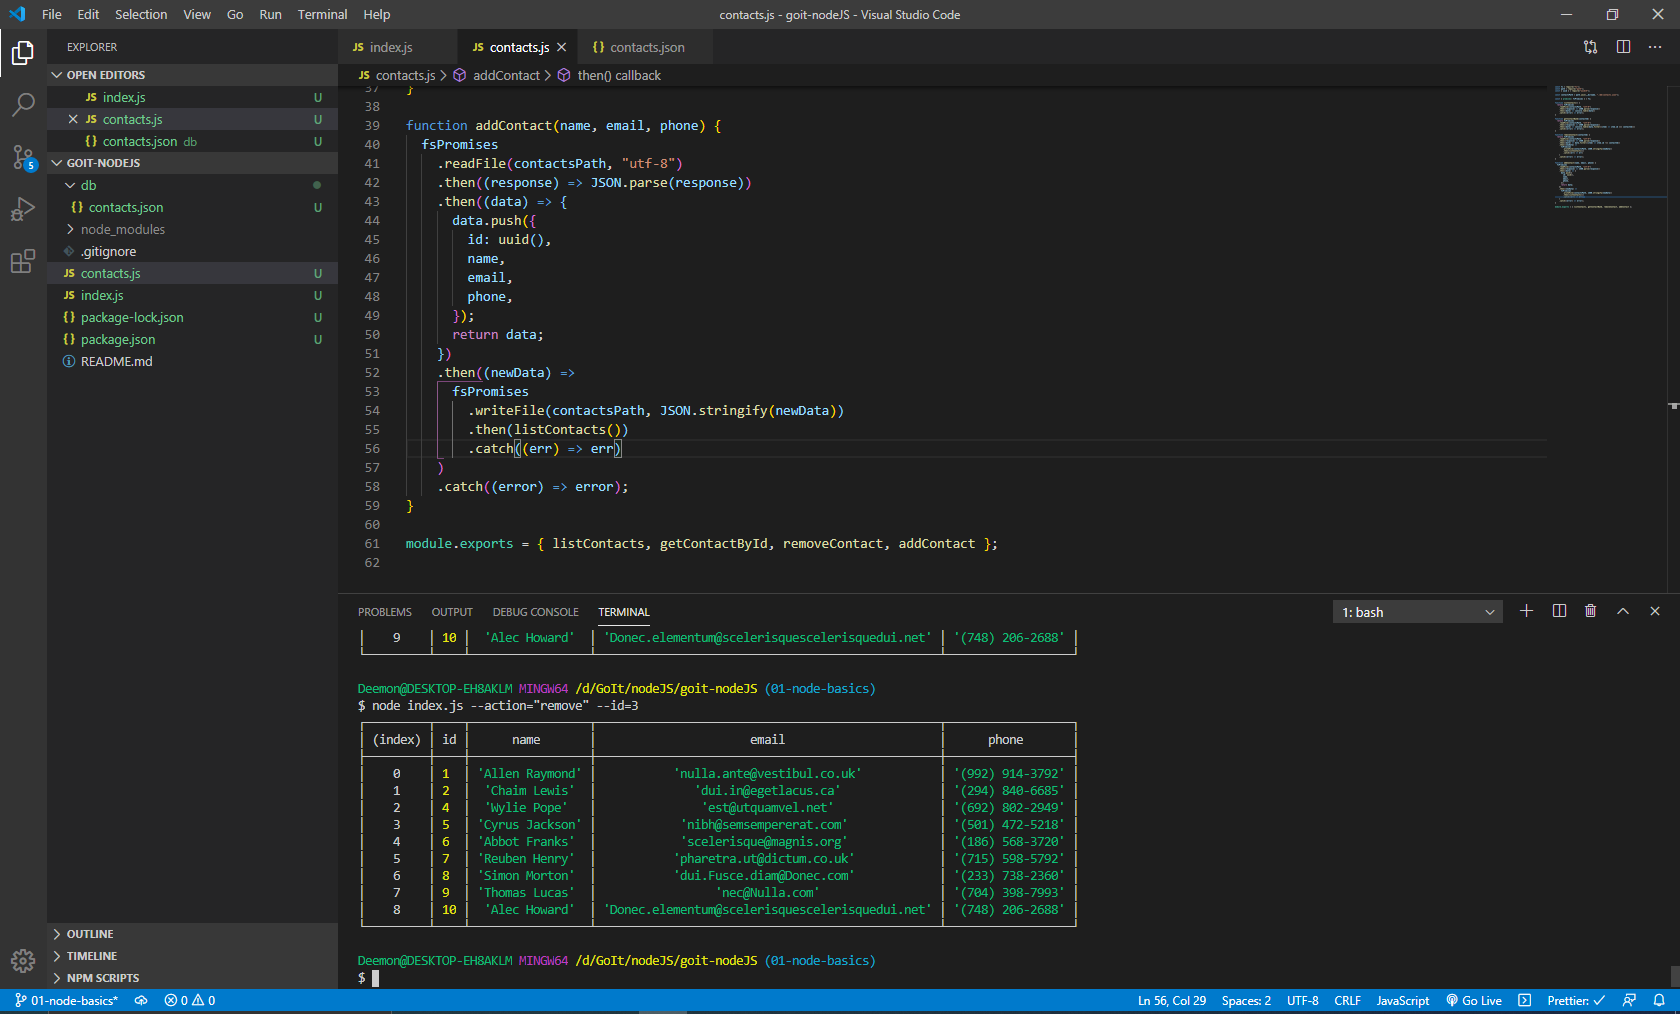 File Edit Selection View Go Run Terminal Help
contacts.js - goit-nodeJS - Visual Studio Code
EXPLORER
OPEN EDITORS
JS index.js U
JS contacts.js U
{} contacts.json db U
GOIT-NODEJS
db
{} contacts.json U
node_modules
.gitignore
JS contacts.js U
JS index.js U
{} package-lock.json U
{} package.json U
README.md
OUTLINE
TIMELINE
NPM SCRIPTS
5
JS index.js JS contacts.js {} contacts.json
JS contacts.js > addContact > then() callback
37 }
38
39 function addContact(name, email, phone) {
40 fsPromises
41 .readFile(contactsPath, "utf-8")
42 .then((response) => JSON.parse(response))
43 .then((data) => {
44 data.push({
45 id: uuid(),
46 name,
47 email,
48 phone,
49 });
50 return data;
51 })
52 .then((newData) =>
53 fsPromises
54 .writeFile(contactsPath, JSON.stringify(newData))
55 .then(listContacts())
56 .catch((err) => err)
57 )
58 .catch((error) => error);
59 }
60
61 module.exports = { listContacts, getContactById, removeContact, addContact };
62
PROBLEMS OUTPUT DEBUG CONSOLE TERMINAL 1: bash
9 10 'Alec Howard' 'Donec.elementum@scelerisquescelerisquedui.net' '(748) 206-2688'
Deemon@DESKTOP-EH8AKLM MINGW64 /d/GoIt/nodeJS/goit-nodeJS (01-node-basics)
$ node index.js --action="remove" --id=3
(index) id name email phone
0 1 'Allen Raymond' 'nulla.ante@vestibul.co.uk' '(992) 914-3792'
1 2 'Chaim Lewis' 'dui.in@egetlacus.ca' '(294) 840-6685'
2 4 'Wylie Pope' 'est@utquamvel.net' '(692) 802-2949'
3 5 'Cyrus Jackson' 'nibh@semsempererat.com' '(501) 472-5218'
4 6 'Abbot Franks' 'scelerisque@magnis.org' '(186) 568-3720'
5 7 'Reuben Henry' 'pharetra.ut@dictum.co.uk' '(715) 598-5792'
6 8 'Simon Morton' 'dui.Fusce.diam@Donec.com' '(233) 738-2360'
7 9 'Thomas Lucas' 'nec@Nulla.com' '(704) 398-7993'
8 10 'Alec Howard' 'Donec.elementum@scelerisquescelerisquedui.net' '(748) 206-2688'
Deemon@DESKTOP-EH8AKLM MINGW64 /d/GoIt/nodeJS/goit-nodeJS (01-node-basics)
$
01-node-basics* 0 0 Ln 56, Col 29 Spaces: 2 UTF-8 CRLF JavaScript Go Live Prettier: ✓